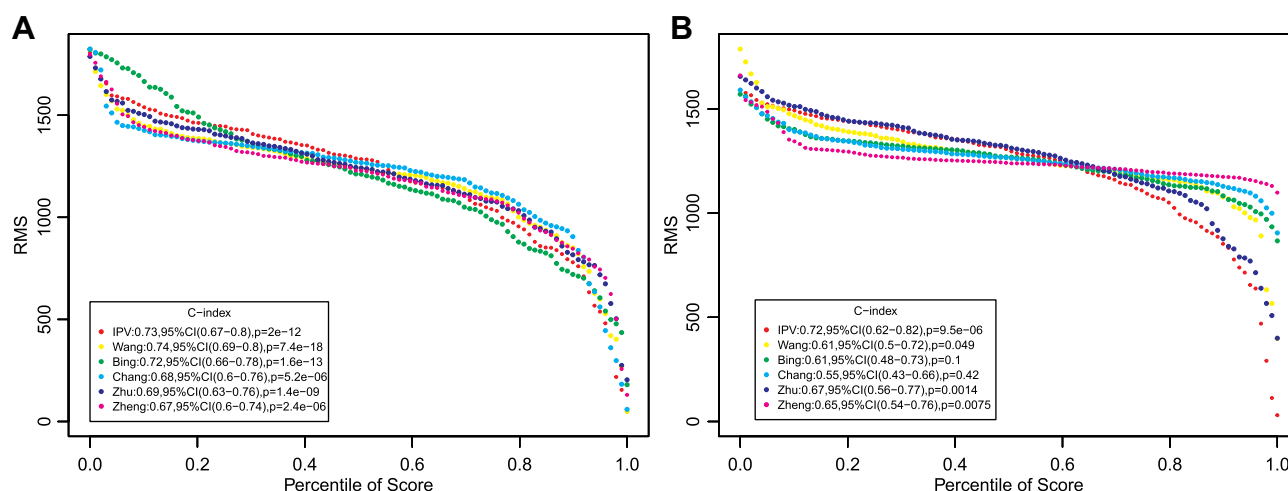 A
RMS
1500
1000
500
0
C−index
IPV:0.73,95%CI(0.67−0.8),p=2e−12
Wang:0.74,95%CI(0.69−0.8),p=7.4e−18
Bing:0.72,95%CI(0.66−0.78),p=1.6e−13
Chang:0.68,95%CI(0.6−0.76),p=5.2e−06
Zhu:0.69,95%CI(0.63−0.76),p=1.4e−09
Zheng:0.67,95%CI(0.6−0.74),p=2.4e−06
0.0 0.2 0.4 0.6 0.8 1.0
Percentile of Score
B
RMS
1500
1000
500
0
C−index
IPV:0.72,95%CI(0.62−0.82),p=9.5e−06
Wang:0.61,95%CI(0.5−0.72),p=0.049
Bing:0.61,95%CI(0.48−0.73),p=0.1
Chang:0.55,95%CI(0.43−0.66),p=0.42
Zhu:0.67,95%CI(0.56−0.77),p=0.0014
Zheng:0.65,95%CI(0.54−0.76),p=0.0075
0.0 0.2 0.4 0.6 0.8 1.0
Percentile of Score